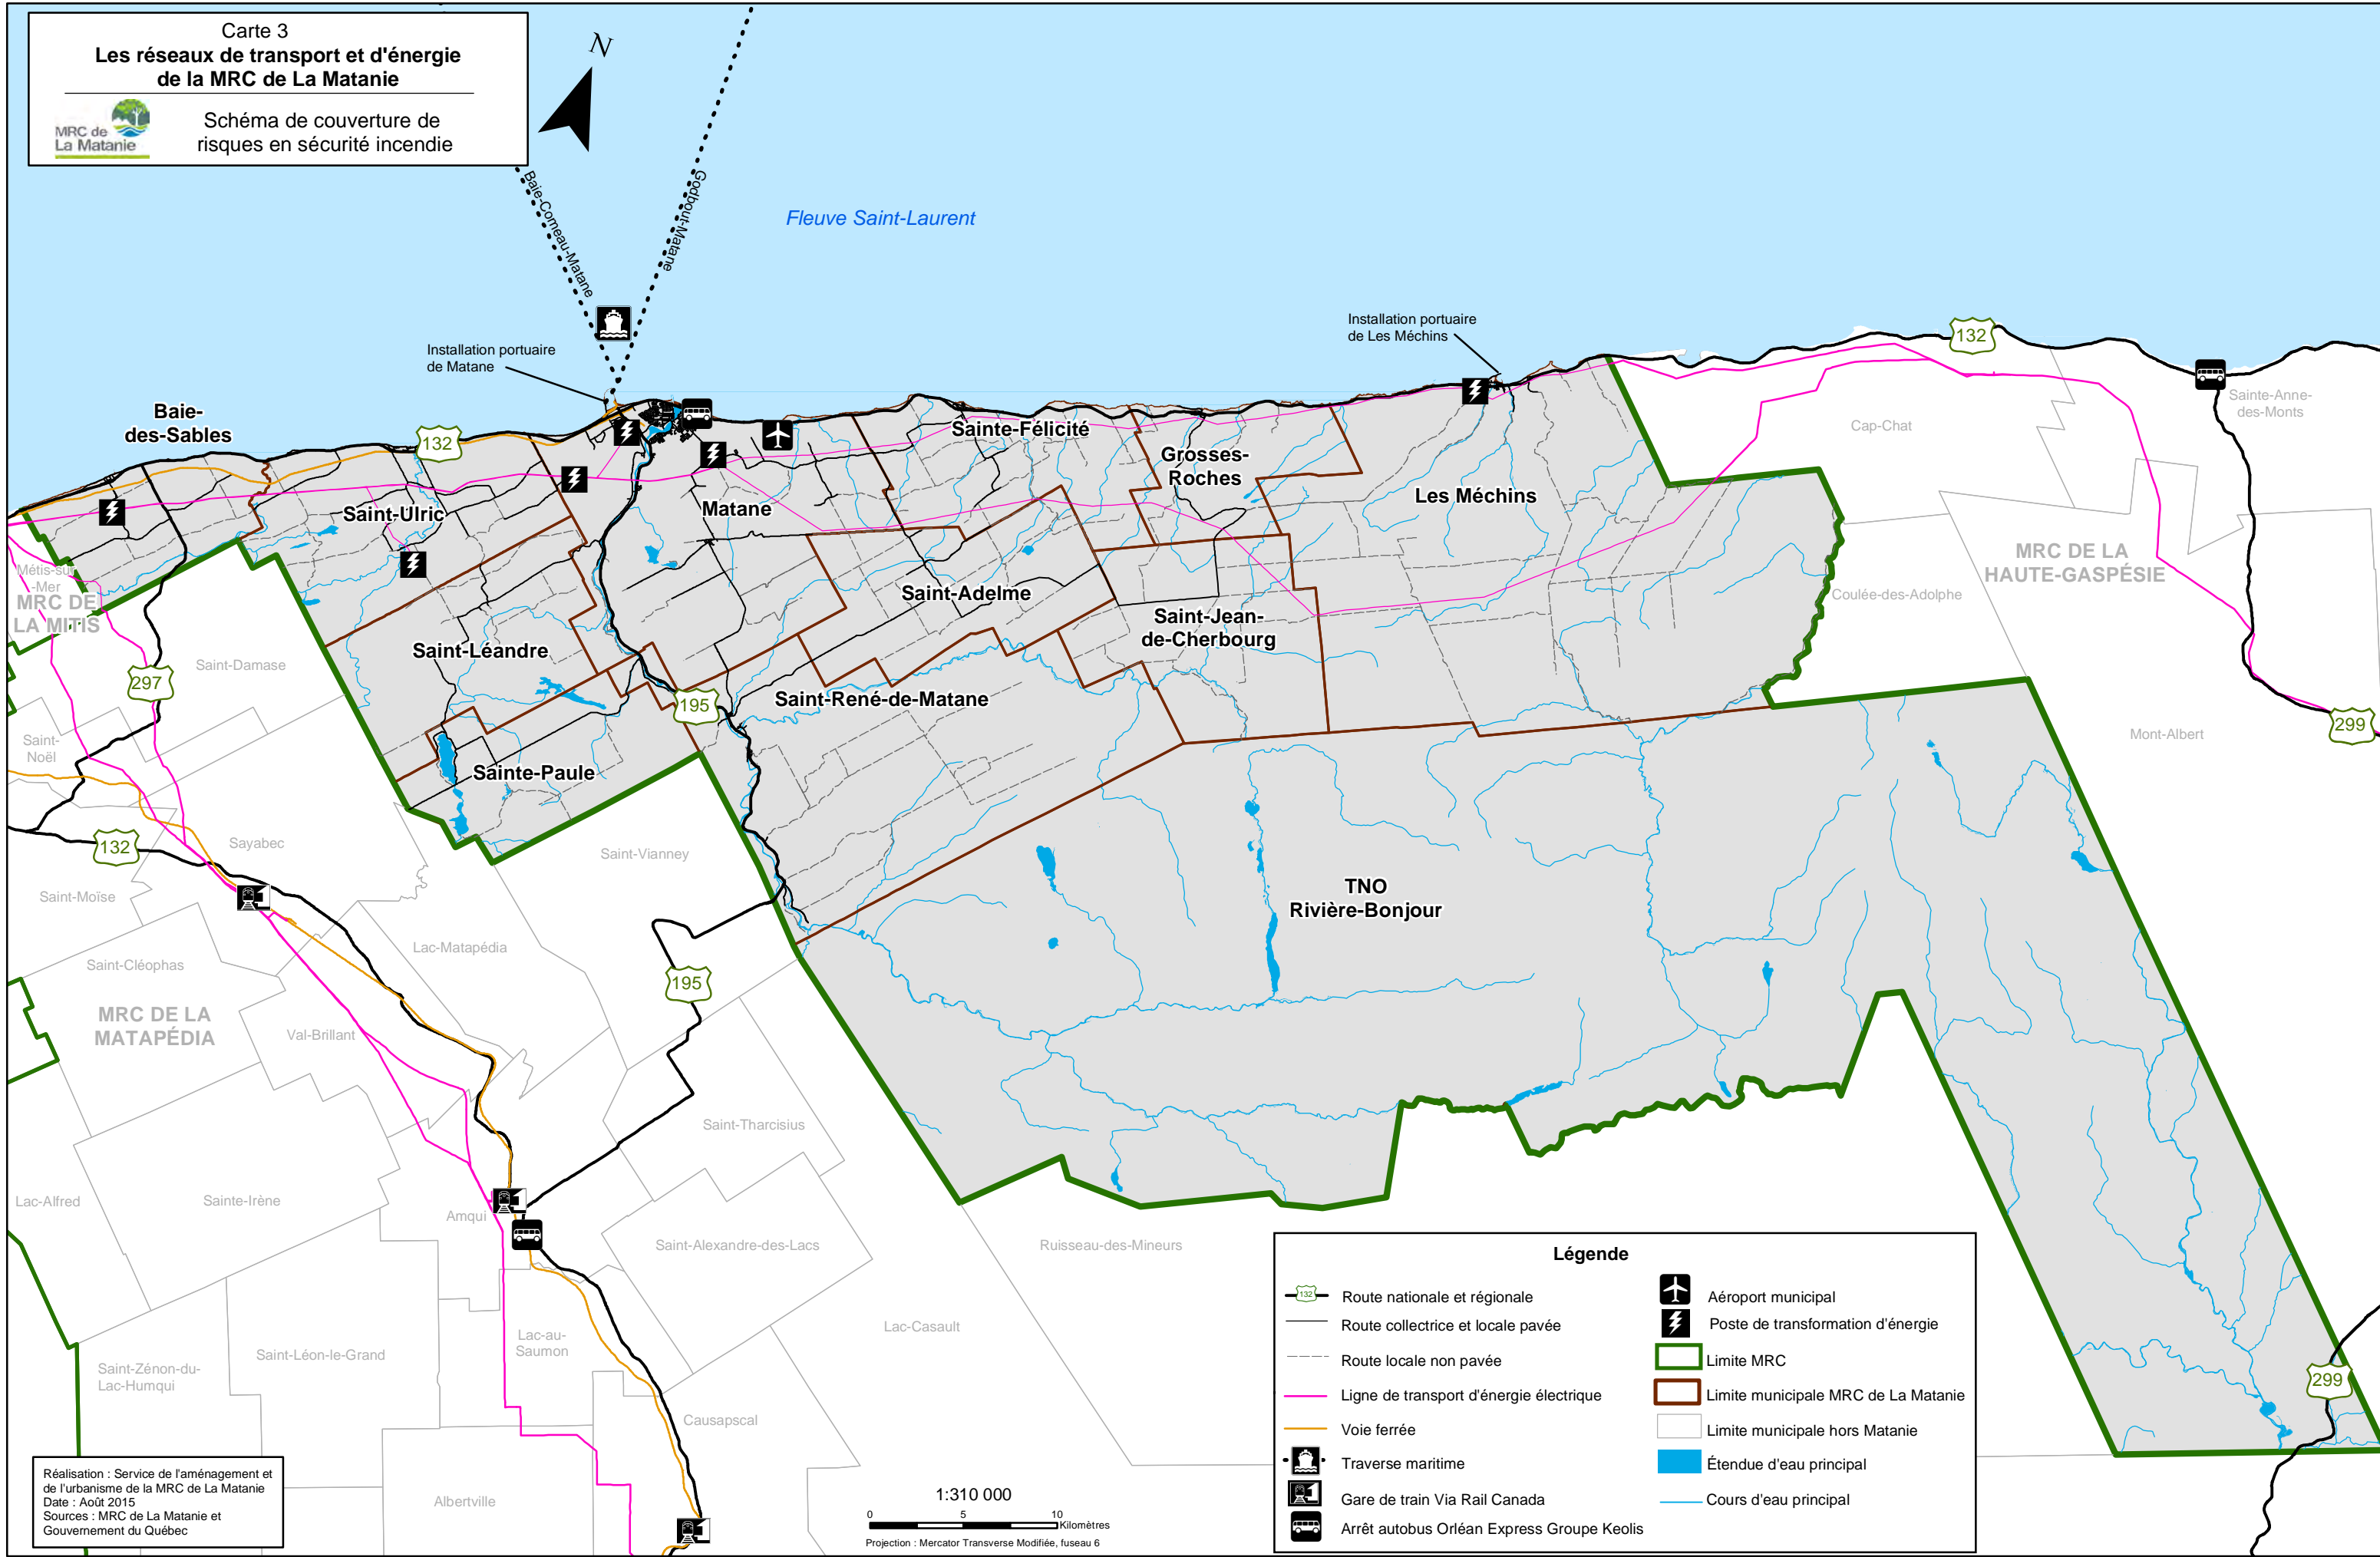 Carte 3
Les réseaux de transport et d'énergie
de la MRC de La Matanie
MRC de
La Matanie
Schéma de couverture de
risques en sécurité incendie
N
Baie-Comeau-Matane
Godbout-Matane
Fleuve Saint-Laurent
Installation portuaire
de Matane
Installation portuaire
de Les Méchins
132
132
Sainte-Anne-
des-Monts
Cap-Chat
Baie-
des-Sables
Sainte-Félicité
Grosses-
Roches
Les Méchins
Saint-Ulric
Matane
MRC DE LA
HAUTE-GASPÉSIE
Métis-sur
-Mer
MRC DE
LA MITIS
Saint-Adelme
Coulée-des-Adolphe
Saint-Jean-
de-Cherbourg
Saint-Léandre
Saint-Damase
297
195
Saint-René-de-Matane
299
Mont-Albert
Saint-
Noël
Sainte-Paule
132
Sayabec
Saint-Vianney
Saint-Moïse
TNO
Rivière-Bonjour
Lac-Matapédia
Saint-Cléophas
195
MRC DE LA
MATAPÉDIA
Val-Brillant
Saint-Tharcisius
Lac-Alfred
Sainte-Irène
Amqui
Saint-Alexandre-des-Lacs
Ruisseau-des-Mineurs
Lac-Casault
Lac-au-
Saumon
Saint-Léon-le-Grand
Saint-Zénon-du-
Lac-Humqui
Causapscal
Albertville
299
Légende
132
Route nationale et régionale
Route collectrice et locale pavée
Route locale non pavée
Ligne de transport d'énergie électrique
Voie ferrée
Traverse maritime
Gare de train Via Rail Canada
Arrêt autobus Orléan Express Groupe Keolis
Aéroport municipal
Poste de transformation d'énergie
Limite MRC
Limite municipale MRC de La Matanie
Limite municipale hors Matanie
Étendue d'eau principal
Cours d'eau principal
Réalisation : Service de l'aménagement et
de l'urbanisme de la MRC de La Matanie
Date : Août 2015
Sources : MRC de La Matanie et
Gouvernement du Québec
1:310 000
0 5 10
Kilomètres
Projection : Mercator Transverse Modifiée, fuseau 6